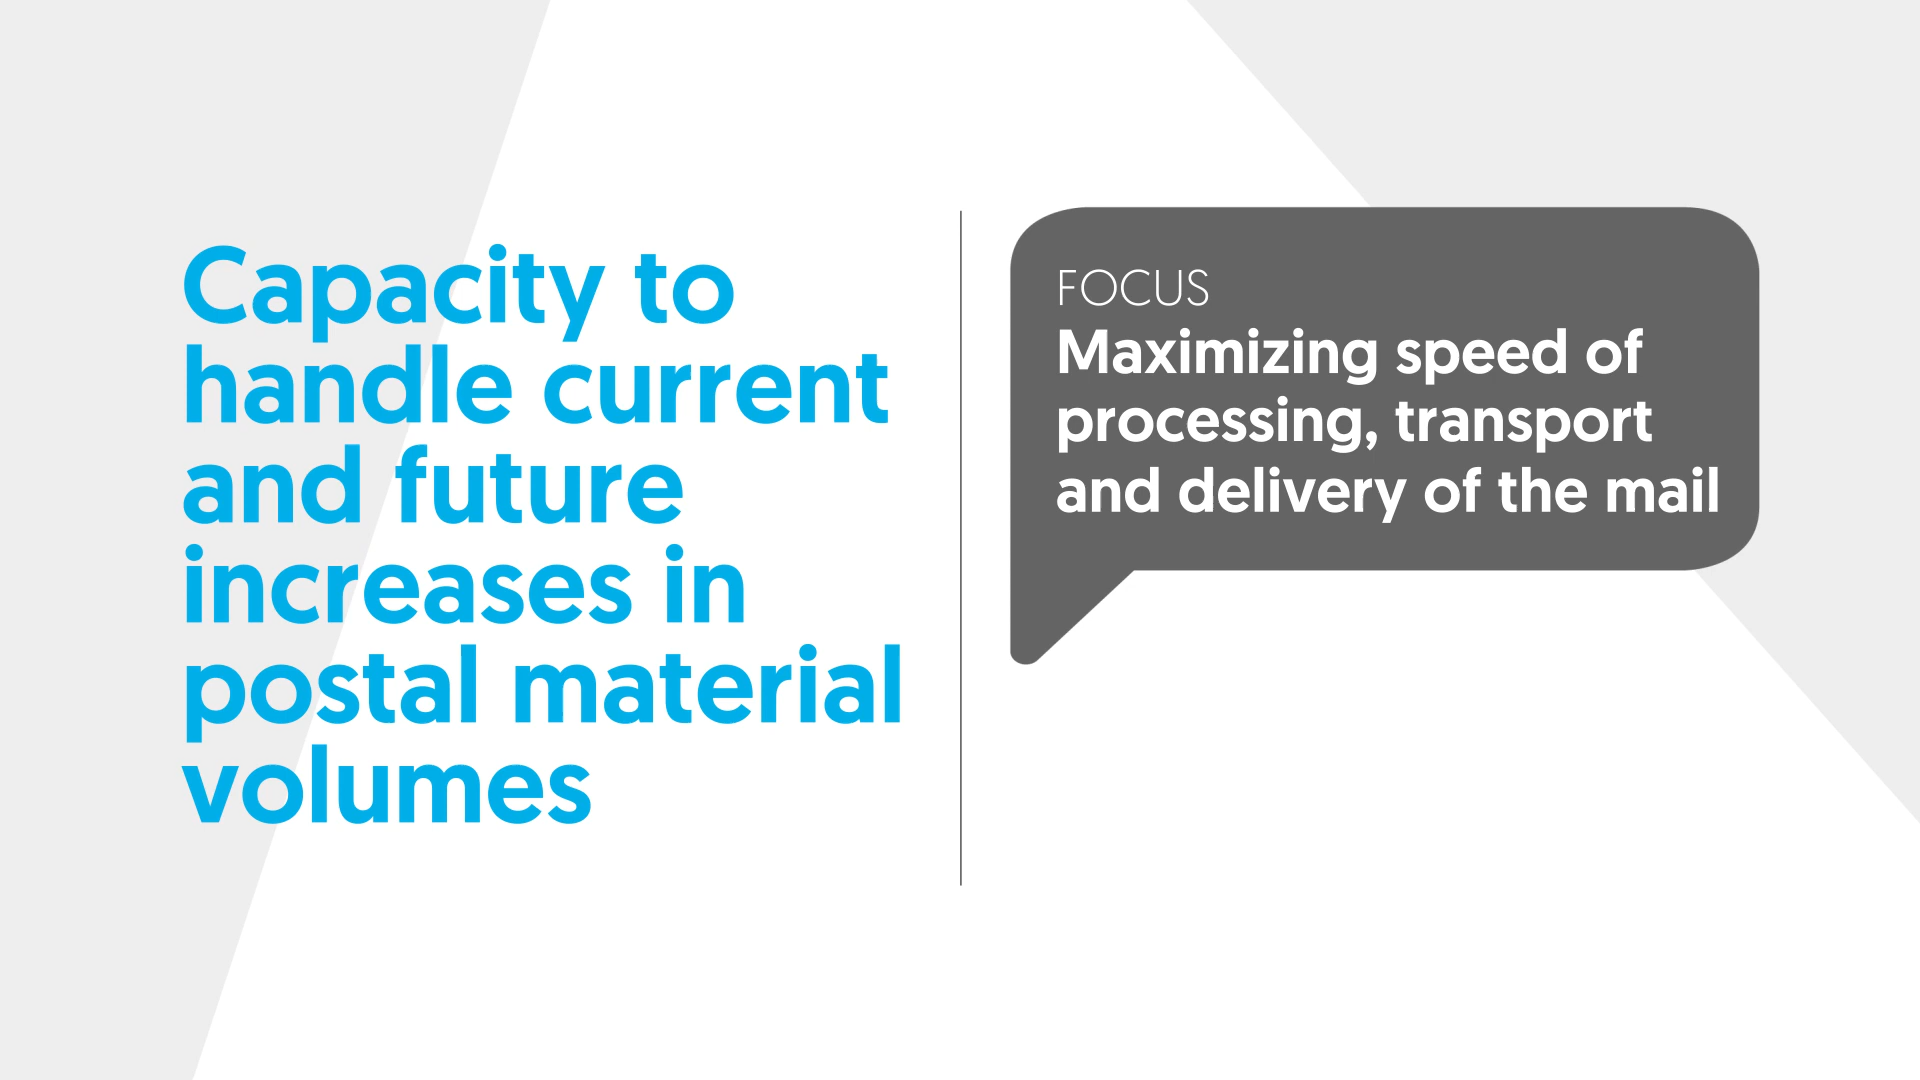 Capacity to
handle current
and future
increases in
postal material
volumes
FOCUS
Maximizing speed of
processing, transport
and delivery of the mail